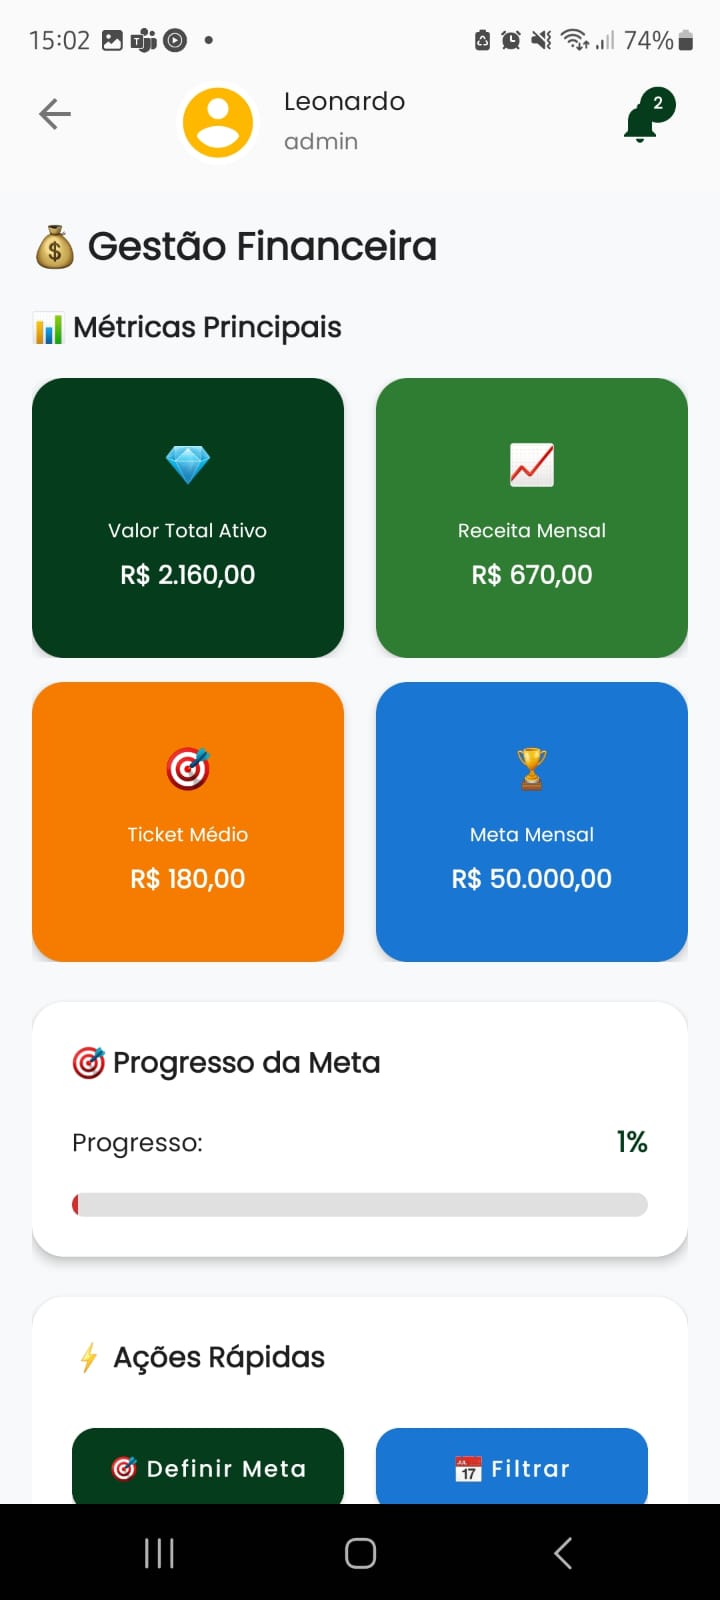 15:02 74%
Leonardo
admin
2
Gestão Financeira
Métricas Principais
Valor Total Ativo
R$ 2.160,00
Receita Mensal
R$ 670,00
Ticket Médio
R$ 180,00
Meta Mensal
R$ 50.000,00
Progresso da Meta
Progresso: 1%
Ações Rápidas
Definir Meta
JUL 17 Filtrar